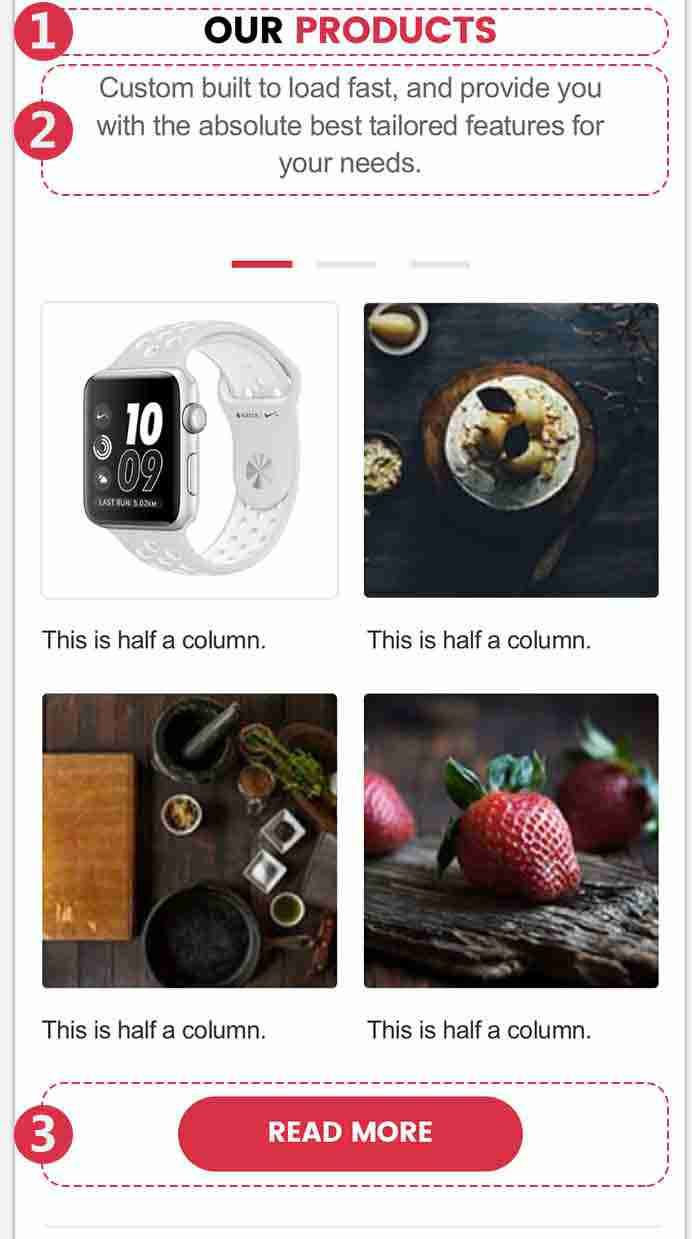 1
OUR PRODUCTS
2
Custom built to load fast, and provide you
with the absolute best tailored features for
your needs.
10
09
LAST RUN: 5.02KM
This is half a column.
This is half a column.
This is half a column.
This is half a column.
3
READ MORE